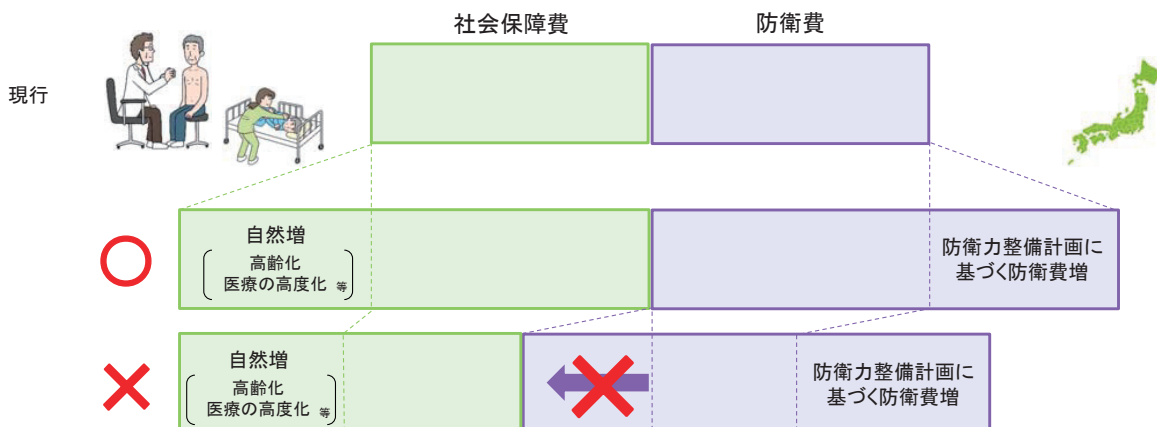 社会保障費
防衛費
現行
自然増
高齢化
医療の高度化 等
防衛力整備計画に
基づく防衛費増
自然増
高齢化
医療の高度化 等
防衛力整備計画に
基づく防衛費増